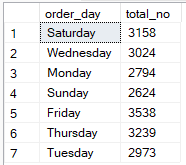 order_day total_no
1 Saturday 3158
2 Wednesday 3024
3 Monday 2794
4 Sunday 2624
5 Friday 3538
6 Thursday 3239
7 Tuesday 2973